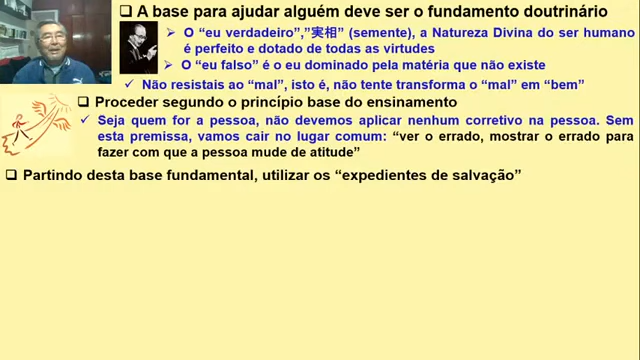 ❑ A base para ajudar alguém deve ser o fundamento doutrinário
➢ O “eu verdadeiro”,”実相” (semente), a Natureza Divina do ser humano
é perfeito e dotado de todas as virtudes
➢ O “eu falso” é o eu dominado pela matéria que não existe
✓ Não resistais ao “mal”, isto é, não tente transforma o “mal” em “bem”
❑ Proceder segundo o princípio base do ensinamento
✓ Seja quem for a pessoa, não devemos aplicar nenhum corretivo na pessoa. Sem
esta premissa, vamos cair no lugar comum: “ver o errado, mostrar o errado para
fazer com que a pessoa mude de atitude”
❑ Partindo desta base fundamental, utilizar os “expedientes de salvação”